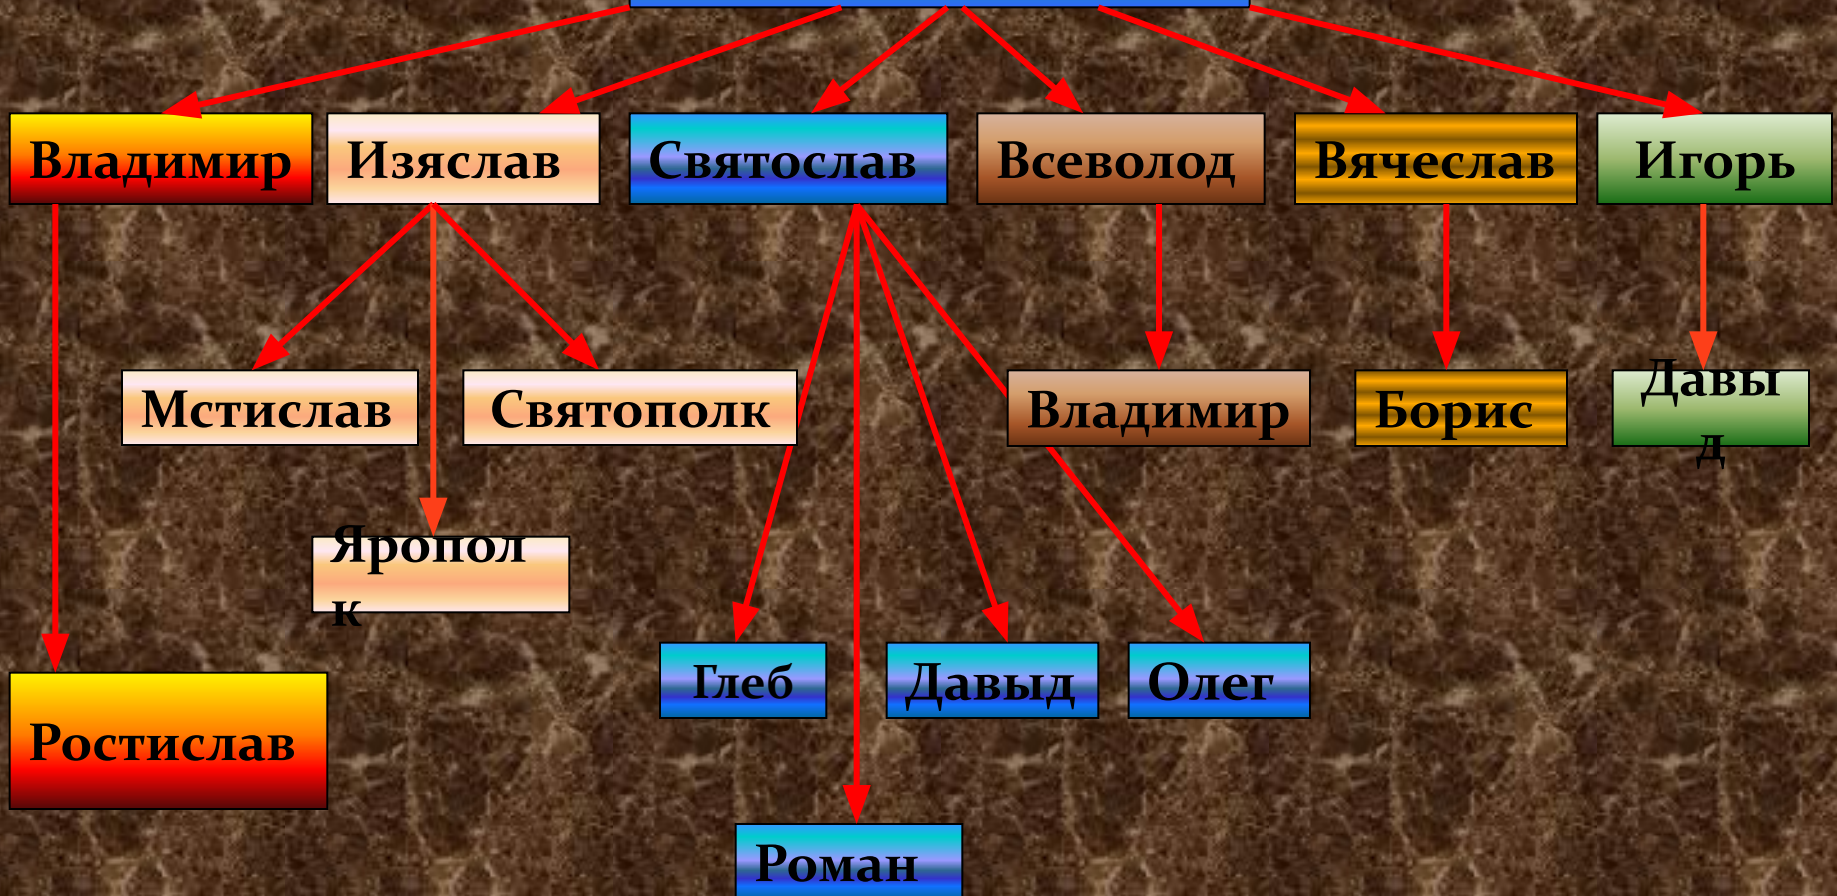 Владимир
Изяслав
Святослав
Всеволод
Вячеслав
Игорь
Мстислав
Святополк
Владимир
Борис
Давы
д
Яропол
к
Глеб
Давыд
Олег
Ростислав
Роман